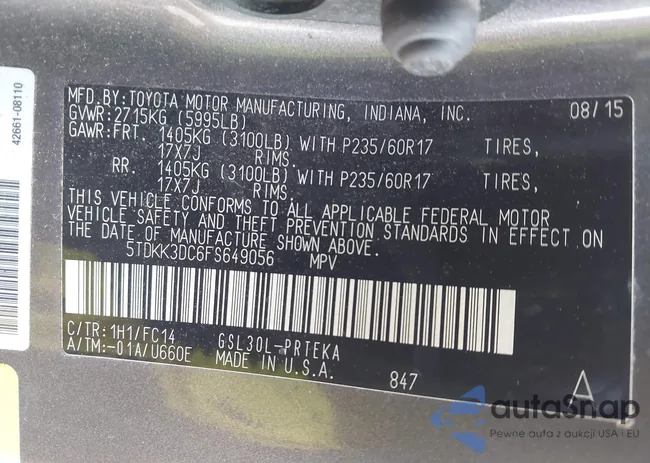 42661-08110
MFD.BY:TOYOTA MOTOR MANUFACTURING, INDIANA, INC. 08/15
GVWR:2715KG (5995LB)
GAWR:FRT. 1405KG (3100LB) WITH P235/60R17 TIRES,
17X7J RIMS.
RR. 1405KG (3100LB) WITH P235/60R17 TIRES,
17X7J RIMS.
THIS VEHICLE CONFORMS TO ALL APPLICABLE FEDERAL MOTOR
VEHICLE SAFETY AND THEFT PREVENTION STANDARDS IN EFFECT ON
THE DATE OF MANUFACTURE SHOWN ABOVE.
5TDKK3DC6FS649056 MPV
C/TR:1H1/FC14 GSL30L-PRTEKA
A/TM:-01A/U660E MADE IN U.S.A. 847 A
autoSnap
Pewne auta z aukcji USA i EU